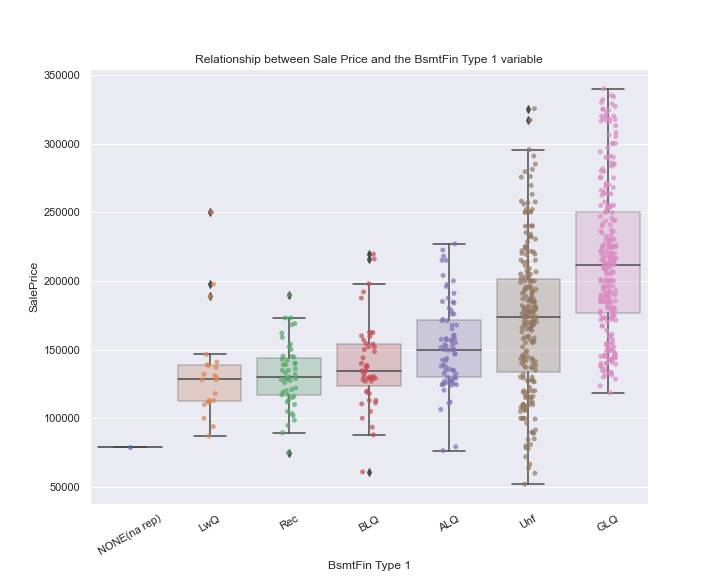 Relationship between Sale Price and the BsmtFin Type 1 variable
350000
300000
250000
200000
150000
100000
50000
SalePrice
NONE(na rep)
LwQ
Rec
BLQ
ALQ
Unf
GLQ
BsmtFin Type 1